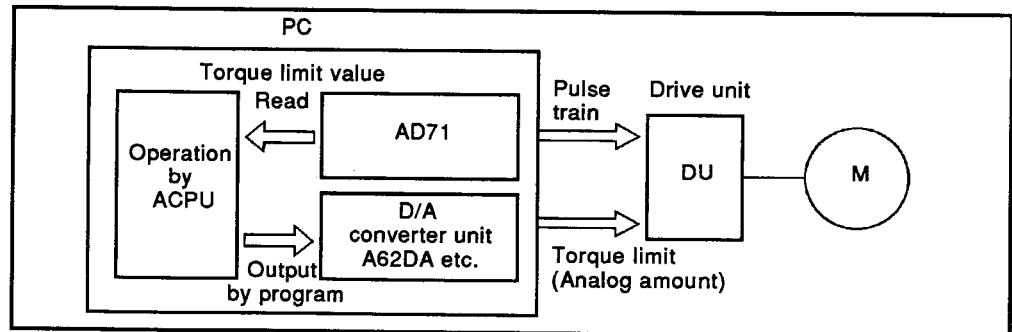 PC
Torque limit value
Read
Operation
by
ACPU
AD71
Output
by program
D/A
converter unit
A62DA etc.
Pulse
train
Torque limit
(Analog amount)
Drive unit
DU
M